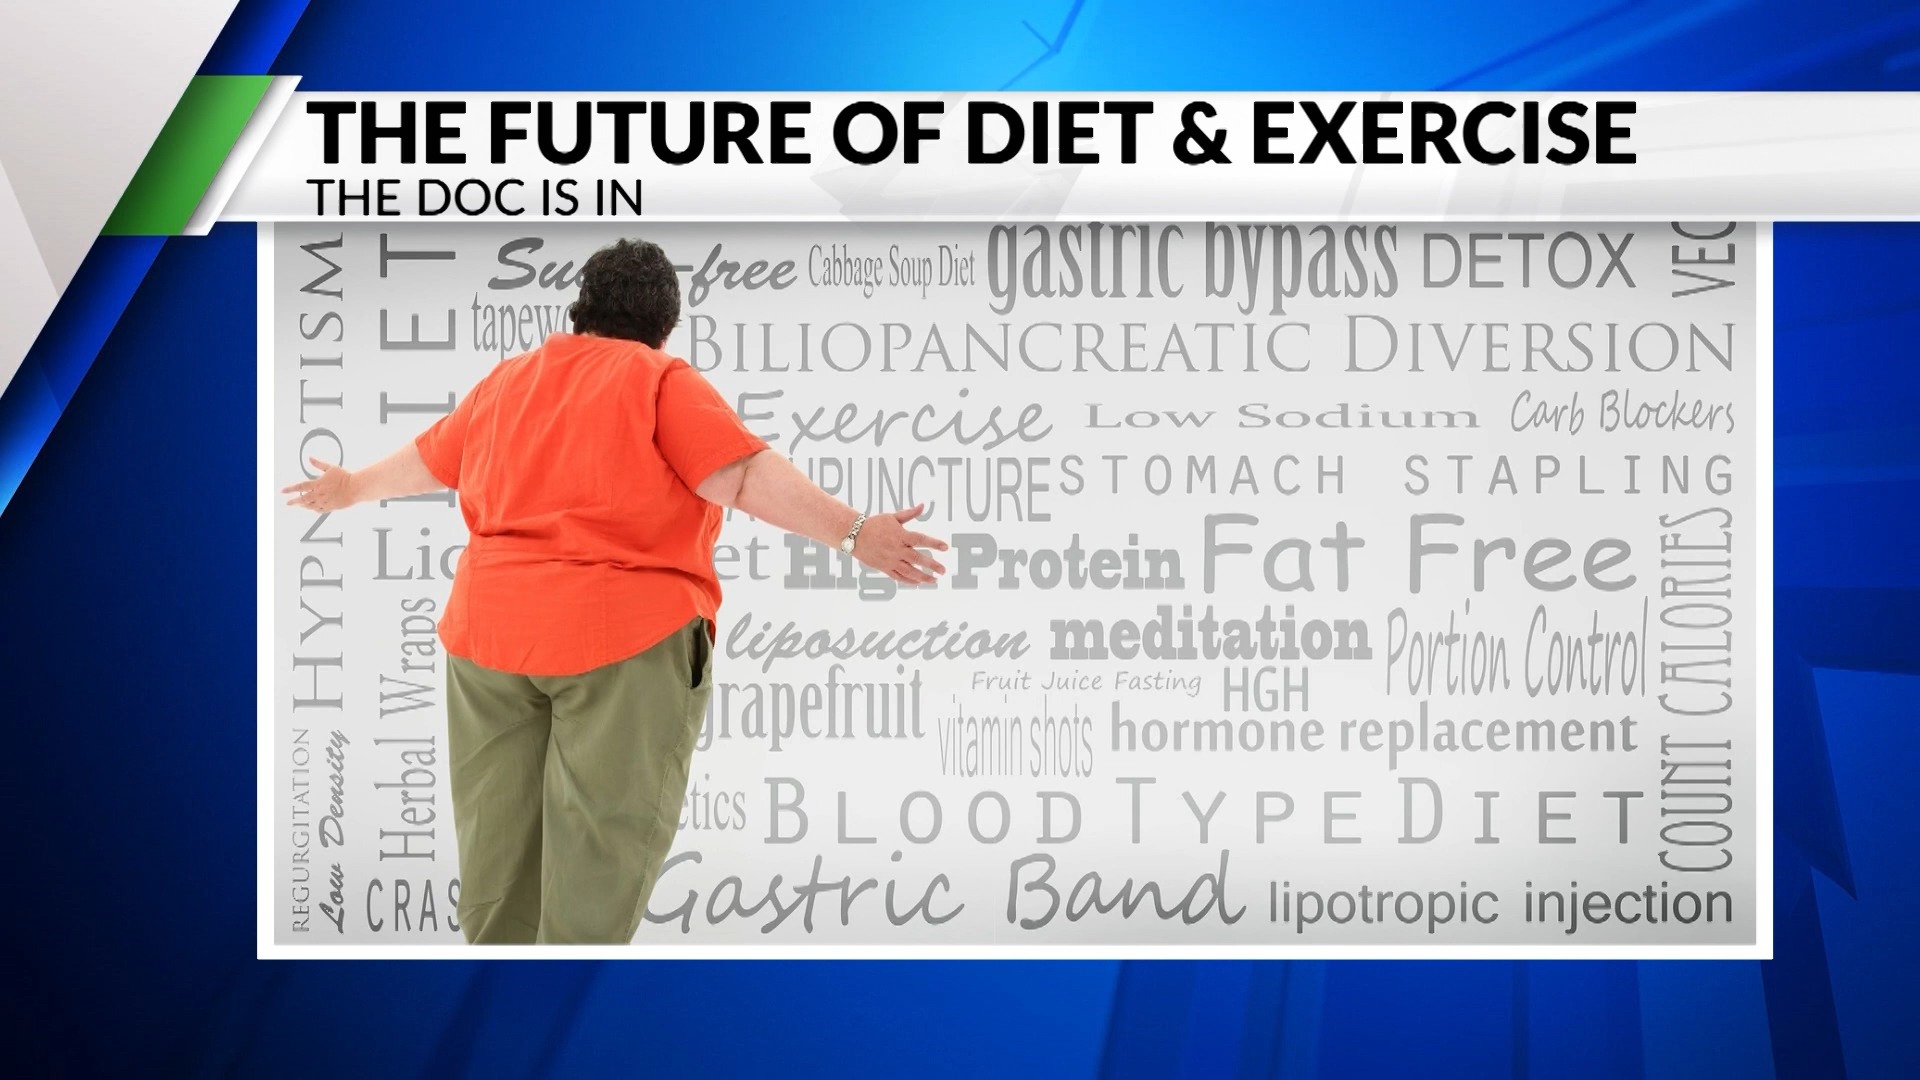 THE FUTURE OF DIET & EXERCISE
THE DOC IS IN
HYPNOTISM
DIET
free
Cabbage Soup Diet
gastric bypass
DETOX
BILIOPANCREATIC DIVERSION
Exercise
Low Sodium
Carb Blockers
STOMACH STAPLING
High Protein
Fat Free
liposuction
meditation
Portion Control
COUNT CALORIES
Herbal Wraps
grapefruit
Fruit Juice Fasting
HGH
vitamin shots
hormone replacement
REGURGITATION
Low Density
BLOOD TYPE DIET
Gastric Band
lipotropic injection